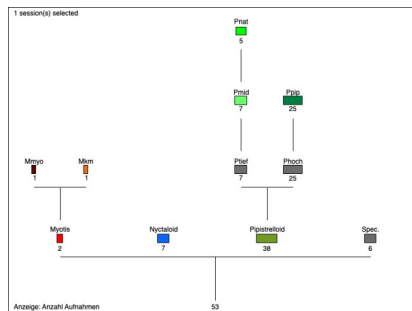 1 session(s) selected
Pnat
5
Pmid Ppip
7 25
Mmyo Mkm Ptief Phoch
1 1 7 25
Myotis Nyctaloid Pipistrelloid Spec.
2 7 38 6
Anzeige: Anzahl Aufnahmen 53